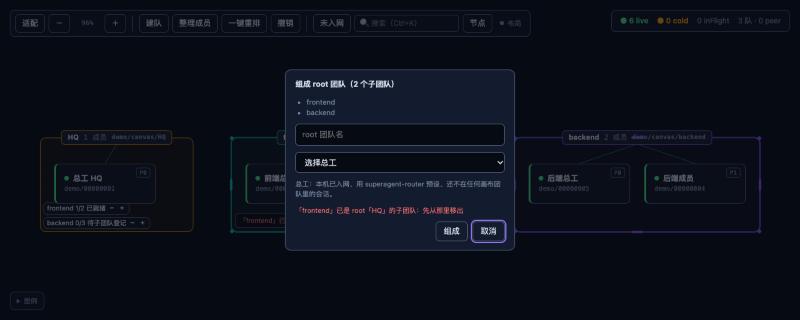 适配 − 96% + 建队 整理成员 一键重排 撤销 未入网 搜索（Ctrl+K） 节点 布局
6 live 0 cold 0 inFlight 3 队 · 0 peer
组成 root 团队（2 个子团队）
• frontend
• backend
root 团队名
选择总工
总工：本机已入网、用 superagent-router 预设、还不在任何画布团
队里的会话。
「frontend」已是 root「HQ」的子团队：先从那里移出
组成 取消
HQ 1 成员 demo/canvas/HQ
总工 HQ P0
demo/00000001
frontend 1/2 已就绪 − +
backend 0/3 待子团队登记 − +
前端总
demo/000
「frontend」已
backend 2 成员 demo/canvas/backend
后端总工 P0
demo/00000003
后端成员 P1
demo/00000004
图例